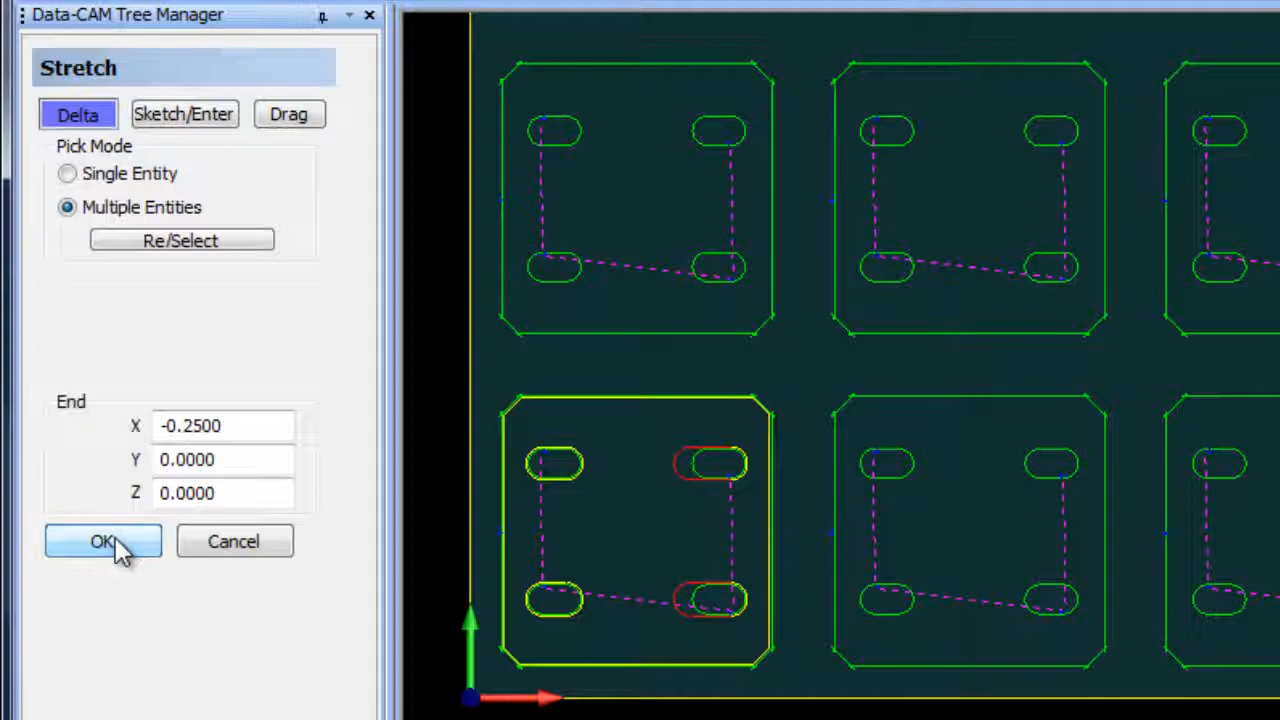 Data-CAM Tree Manager
Stretch
Delta Sketch/Enter Drag
Pick Mode
Single Entity
Multiple Entities
Re/Select
End
X -0.2500
Y 0.0000
Z 0.0000
OK Cancel